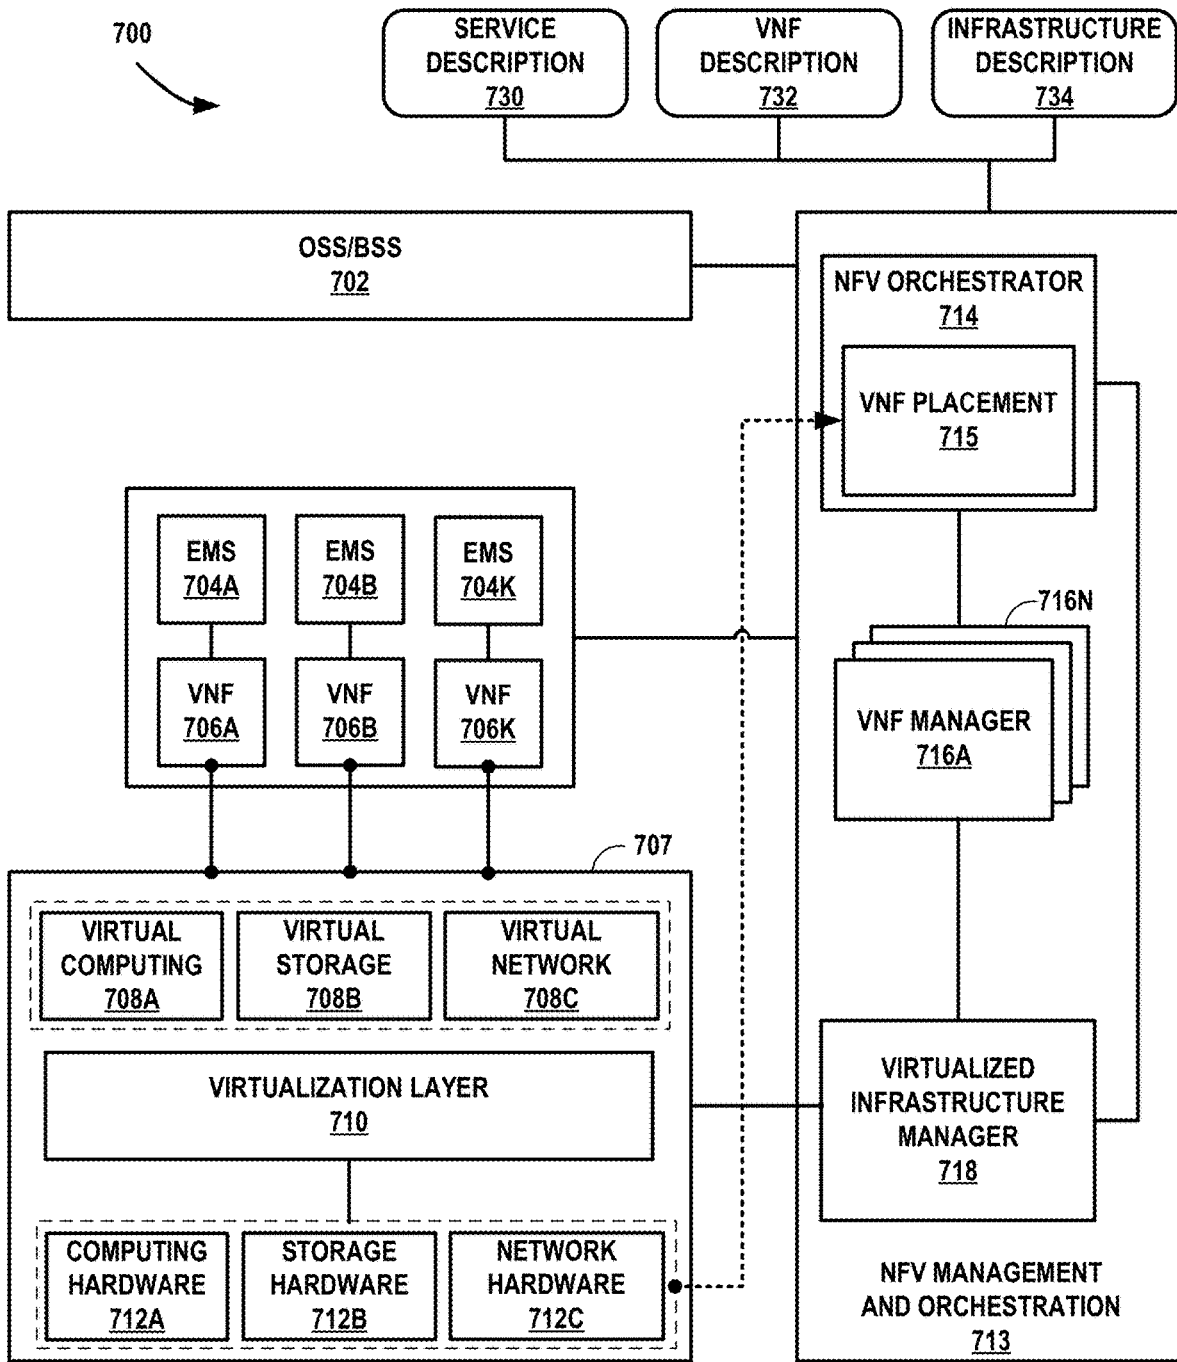 700
SERVICE
DESCRIPTION
730
VNF
DESCRIPTION
732
INFRASTRUCTURE
DESCRIPTION
734
OSS/BSS
702
NFV ORCHESTRATOR
714
VNF PLACEMENT
715
EMS
704A
EMS
704B
EMS
704K
VNF
706A
VNF
706B
VNF
706K
716N
VNF MANAGER
716A
707
VIRTUAL
COMPUTING
708A
VIRTUAL
STORAGE
708B
VIRTUAL
NETWORK
708C
VIRTUALIZATION LAYER
710
VIRTUALIZED
INFRASTRUCTURE
MANAGER
718
COMPUTING
HARDWARE
712A
STORAGE
HARDWARE
712B
NETWORK
HARDWARE
712C
NFV MANAGEMENT
AND ORCHESTRATION
713